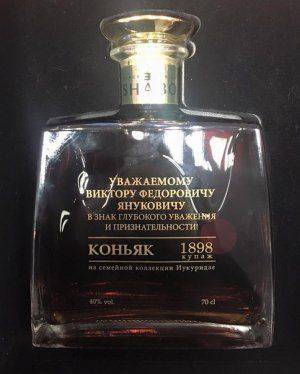 SHABO
УВАЖАЕМОМУ
ВИКТОРУ ФЕДОРОВИЧУ
ЯНУКОВИЧУ
В ЗНАК ГЛУБОКОГО УВАЖЕНИЯ
И ПРИЗНАТЕЛЬНОСТИ!
КОНЬЯК 1898
купаж
из семейной коллекции Иукуридзе
40% vol. 70 cl